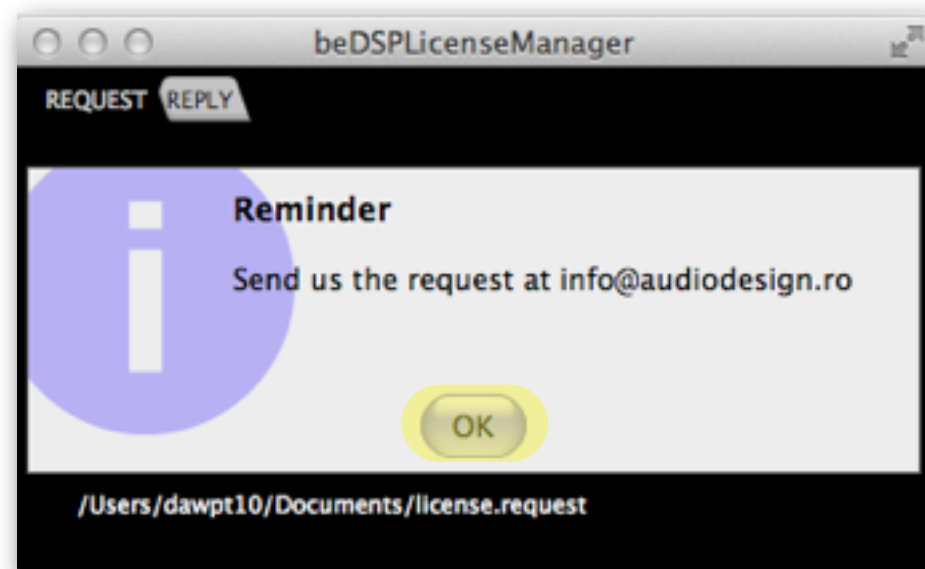 beDSPLicenseManager
REQUEST REPLY
Reminder
Send us the request at info@audiodesign.ro
OK
/Users/dawpt10/Documents/license.request